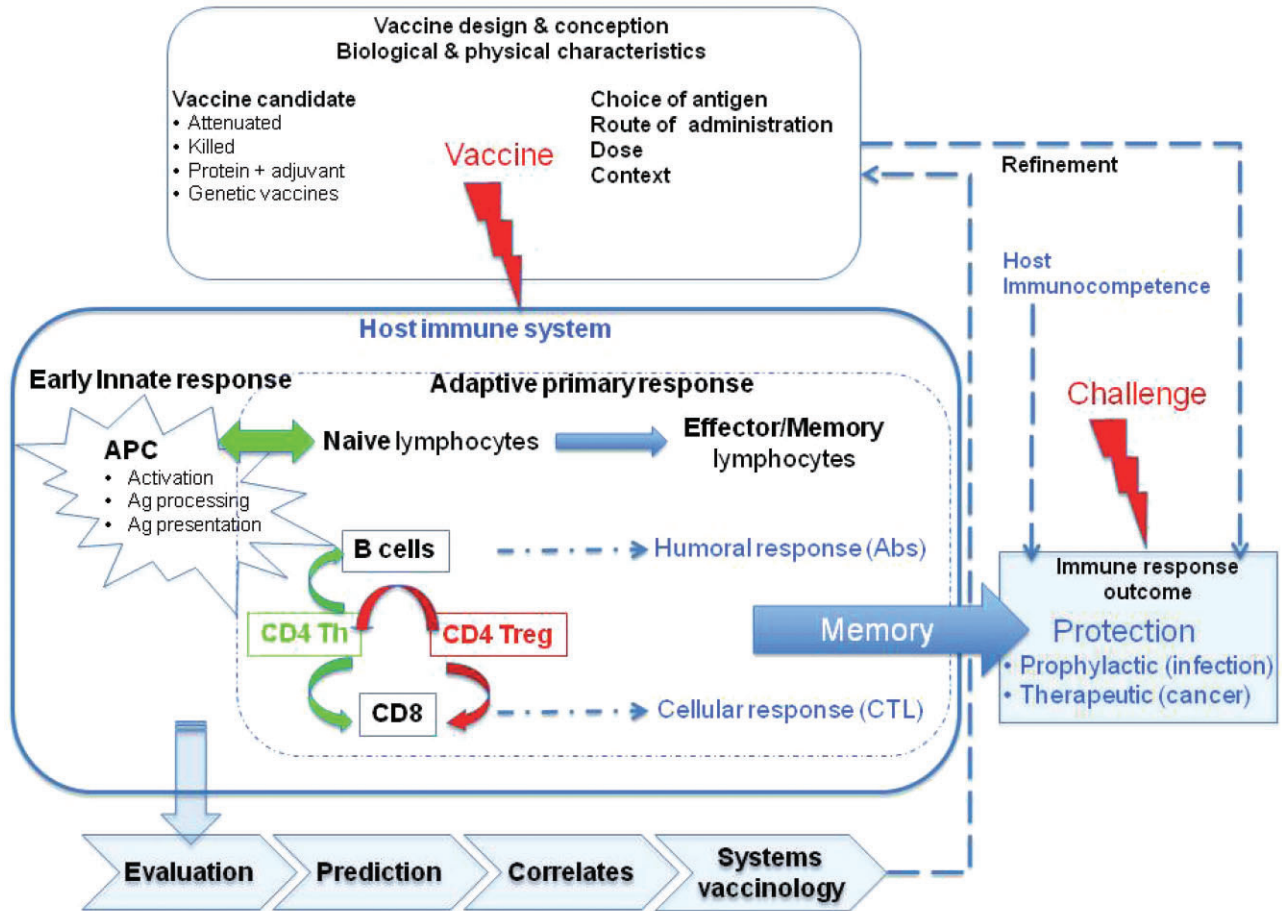 Vaccine design & conception
Biological & physical characteristics
Vaccine candidate
• Attenuated
• Killed
• Protein + adjuvant
• Genetic vaccines
Vaccine
Choice of antigen
Route of administration
Dose
Context
Refinement
Host
Immunocompetence
Challenge
Host immune system
Early Innate response
Adaptive primary response
APC
• Activation
• Ag processing
• Ag presentation
Naive lymphocytes
Effector/Memory
lymphocytes
B cells
Humoral response (Abs)
CD4 Th
CD4 Treg
CD8
Cellular response (CTL)
Memory
Immune response
outcome
Protection
• Prophylactic (infection)
• Therapeutic (cancer)
Evaluation
Prediction
Correlates
Systems
vaccinology